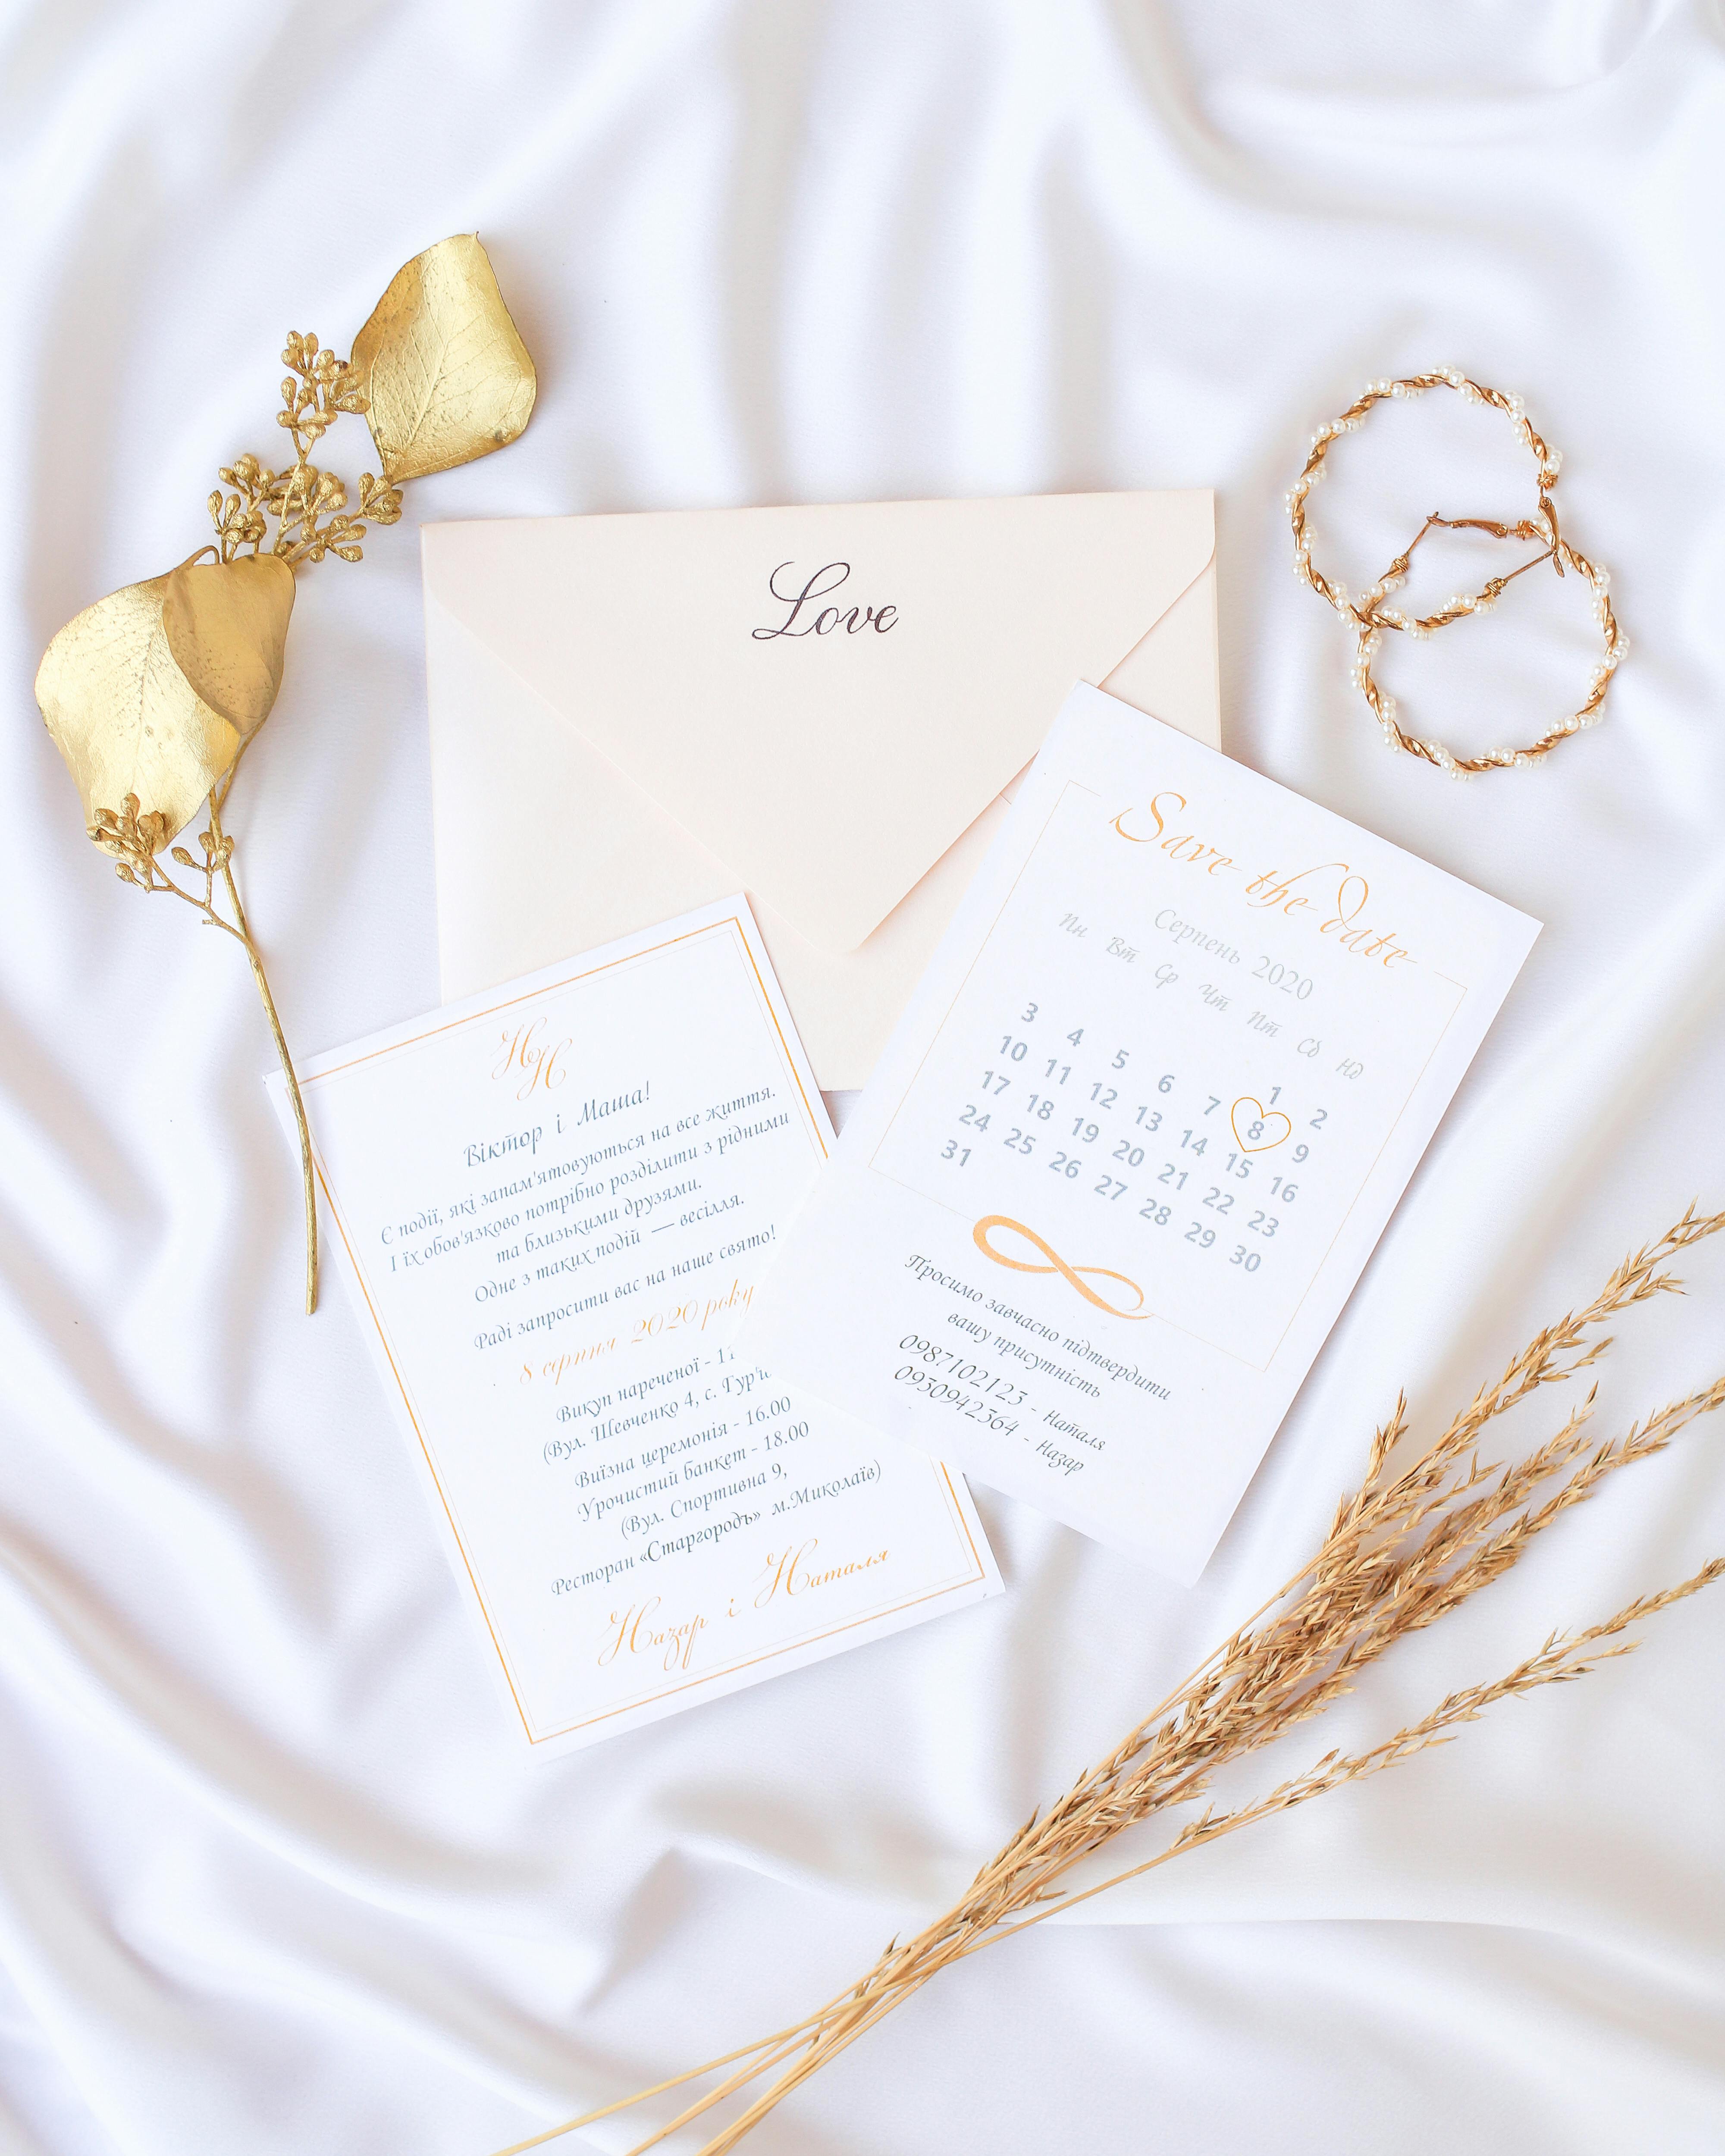 Love
НН
Віктор і Маша!
Є події, які запам'ятовуються на все життя.
І їх обов'язково потрібно розділити з рідними
та близькими друзями.
Одне з таких подій — весілля.
Раді запросити вас на наше свято!
8 серпня 2020 року
Викуп нареченої -
(Вул. Шевченко 4, с.
Виїзна церемонія - 16.00
Урочистий банкет - 18.00
(Вул. Спортивна 9,
Ресторан «Старгородъ» м.Миколаїв)
Назар і Наталя
Save the date
Серпень 2020
Пн Вт Ср Чт Пт Сб Нд
1 2
3 4 5 6 7 8 9
10 11 12 13 14 15 16
17 18 19 20 21 22 23
24 25 26 27 28 29 30
31
Просимо завчасно підтвердити
вашу присутність
0987102123 - Наталя
0930942364 - Назар